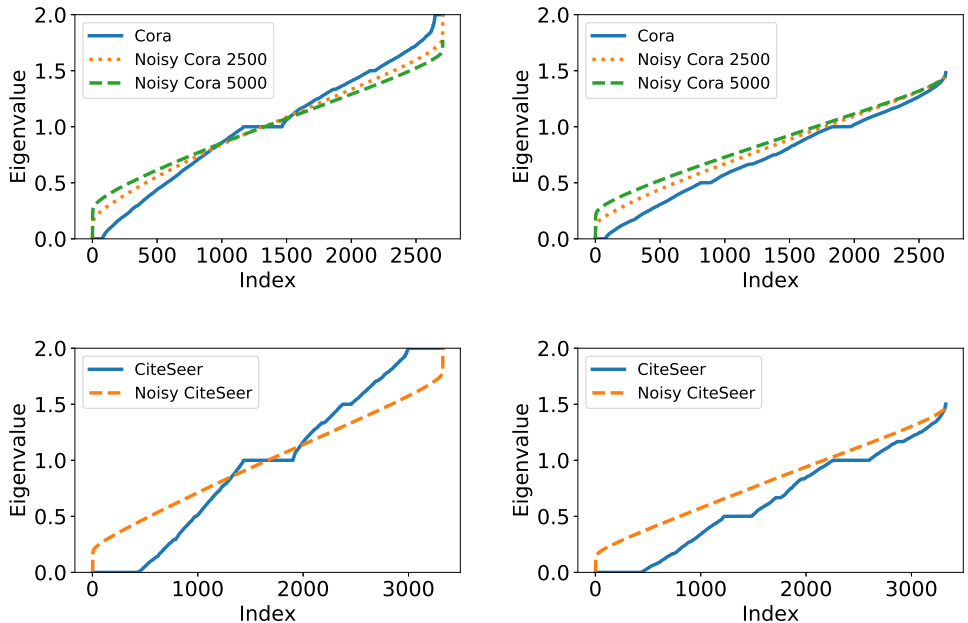 2.0
1.5
1.0
0.5
0.0
Eigenvalue
Cora
Noisy Cora 2500
Noisy Cora 5000
0 500 1000 1500 2000 2500
Index
2.0
1.5
1.0
0.5
0.0
Eigenvalue
Cora
Noisy Cora 2500
Noisy Cora 5000
0 500 1000 1500 2000 2500
Index
2.0
1.5
1.0
0.5
0.0
Eigenvalue
CiteSeer
Noisy CiteSeer
0 1000 2000 3000
Index
2.0
1.5
1.0
0.5
0.0
Eigenvalue
CiteSeer
Noisy CiteSeer
0 1000 2000 3000
Index